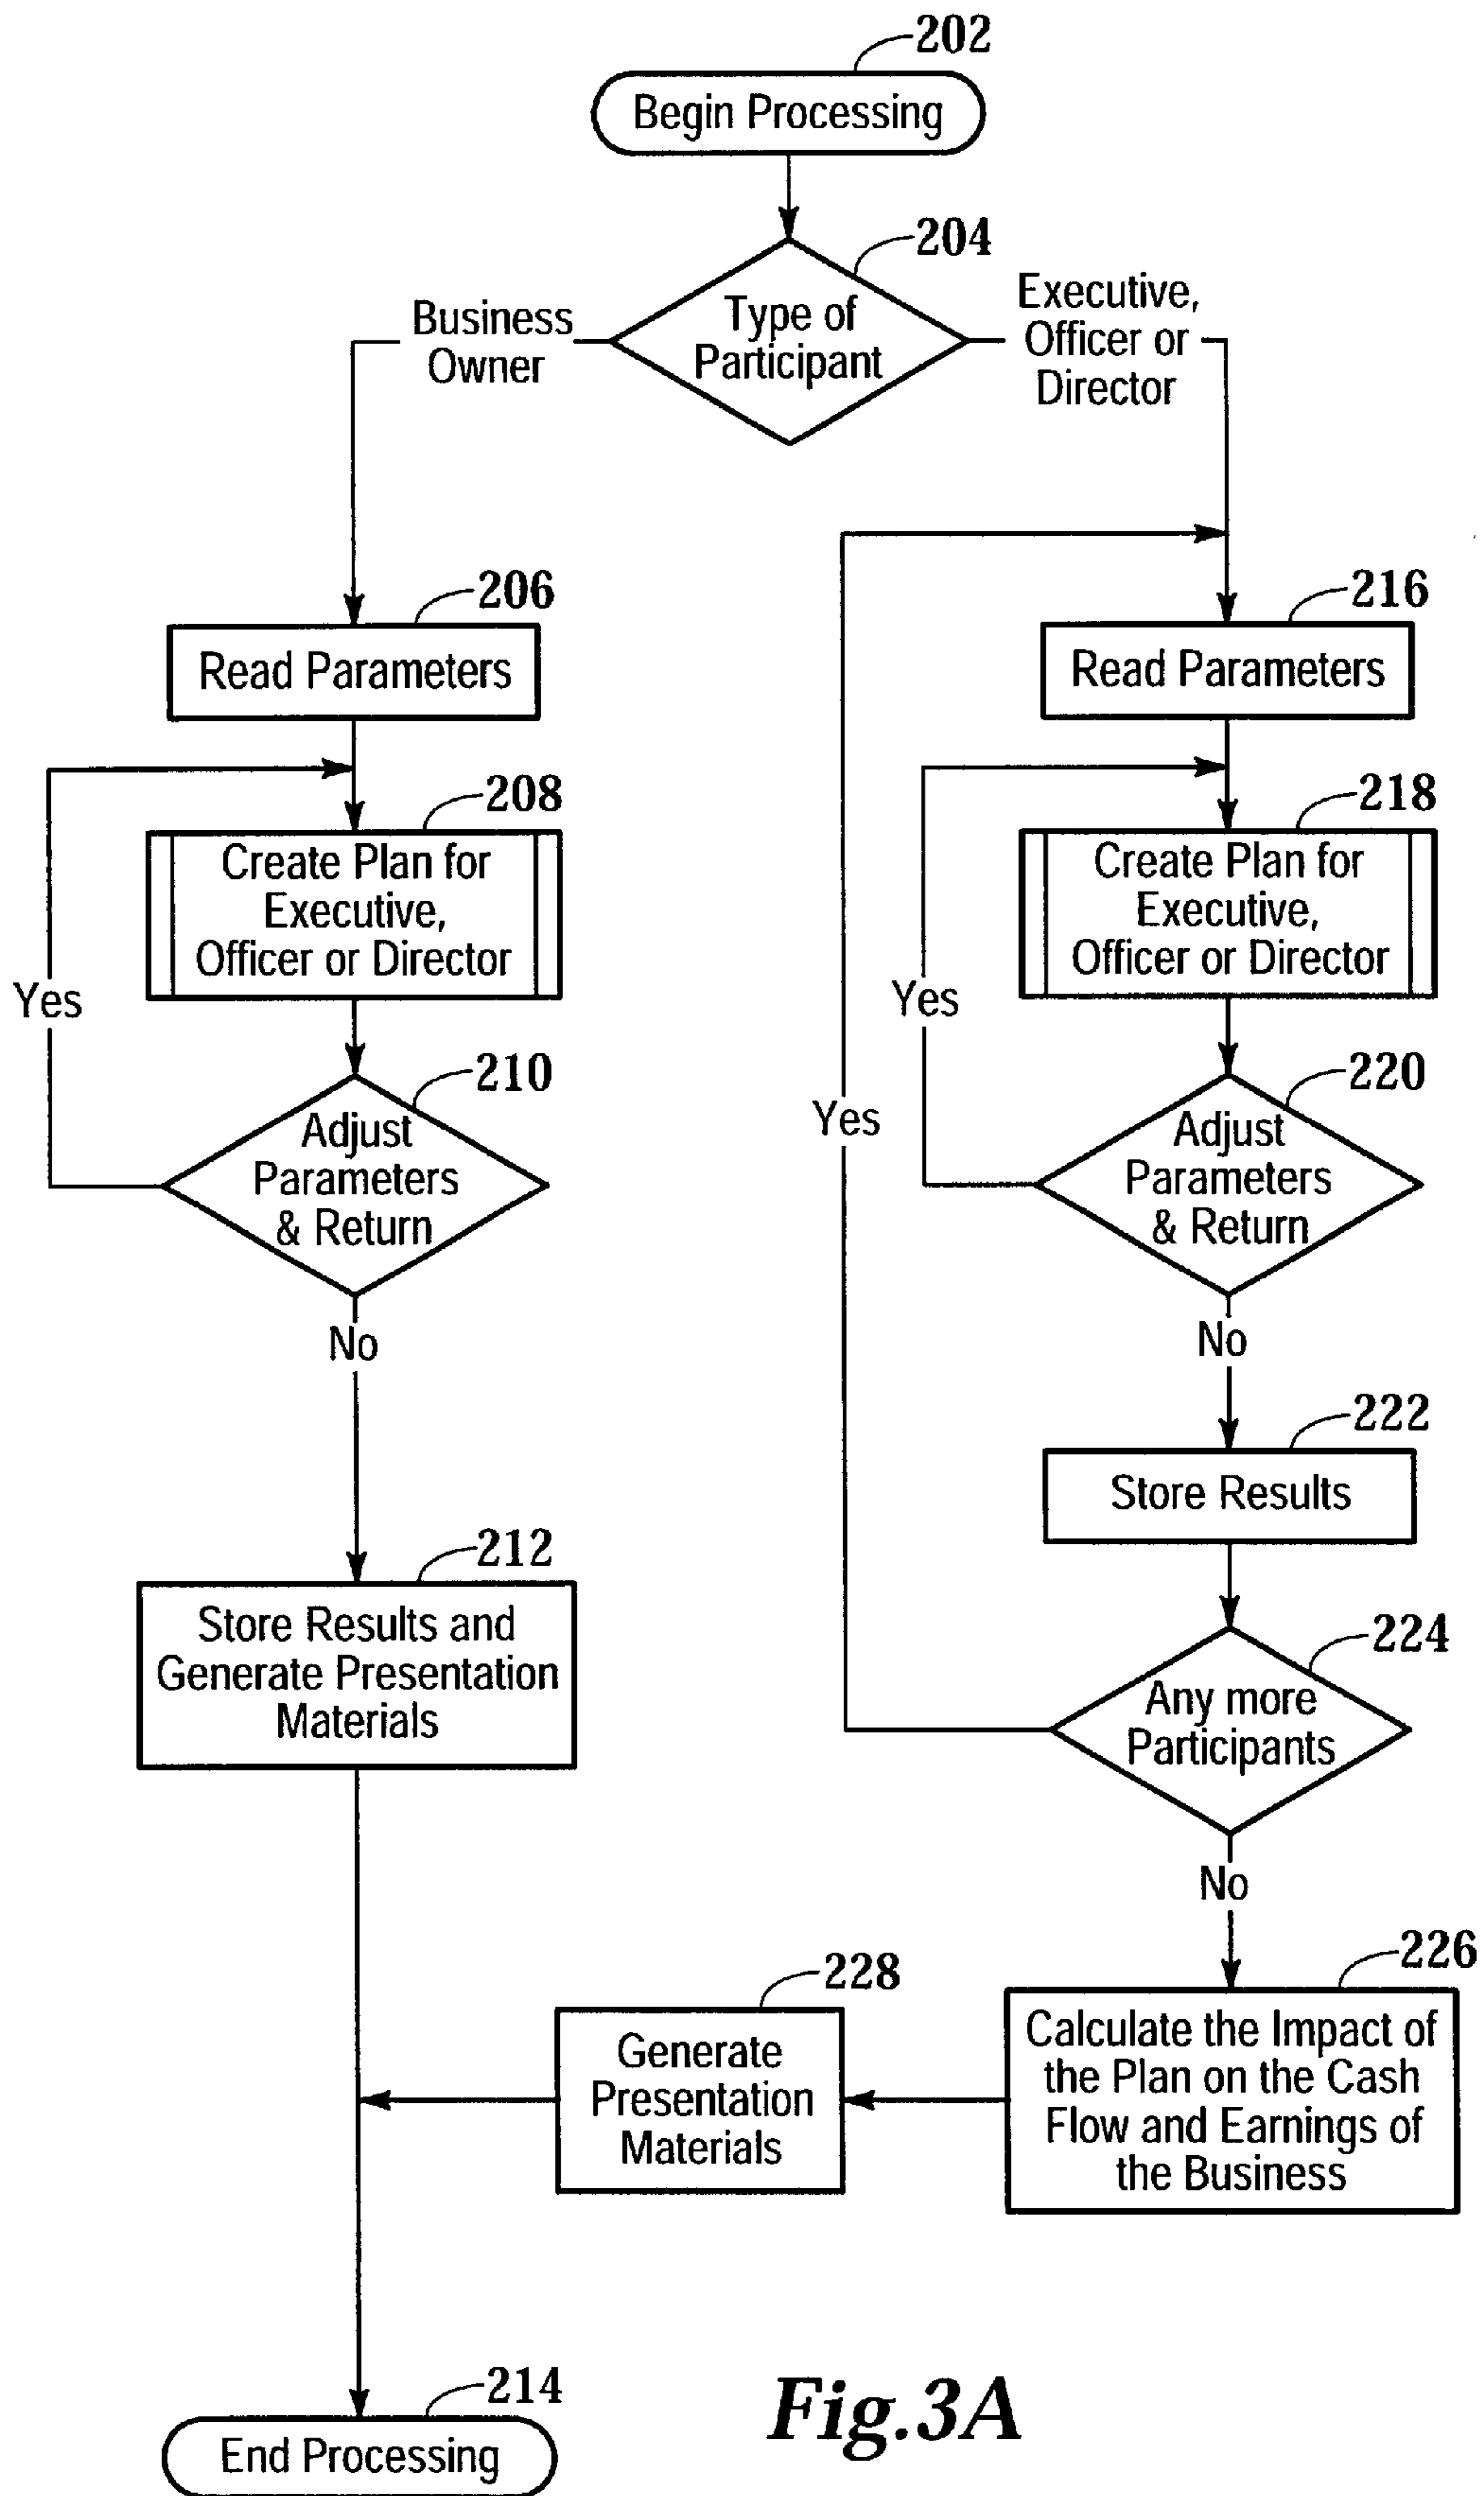 202
Begin Processing
204
Type of
Participant
Business
Owner
Executive,
Officer or
Director
206
Read Parameters
208
Create Plan for
Executive,
Officer or Director
Yes
210
Adjust
Parameters
& Return
No
212
Store Results and
Generate Presentation
Materials
216
Read Parameters
218
Create Plan for
Executive,
Officer or Director
Yes
220
Adjust
Parameters
& Return
Yes
No
222
Store Results
224
Any more
Participants
No
226
Calculate the Impact of
the Plan on the Cash
Flow and Earnings of
the Business
228
Generate
Presentation
Materials
214
End Processing
Fig.3A